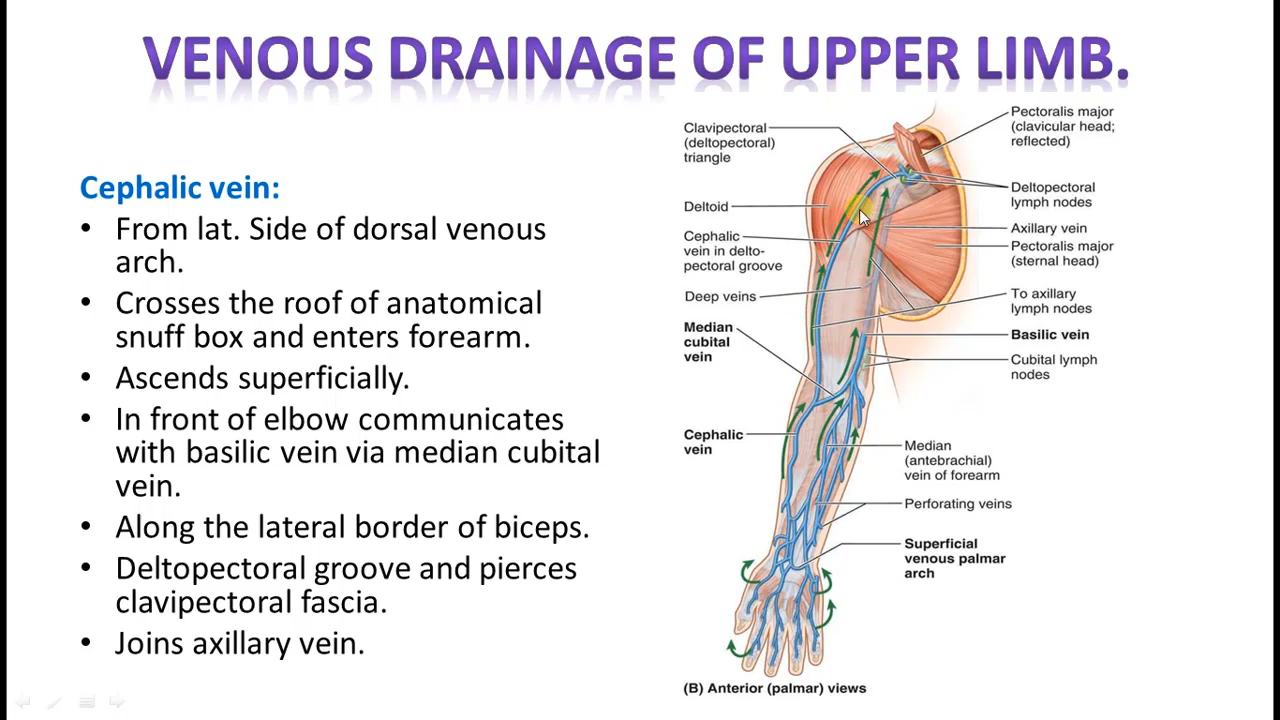 VENOUS DRAINAGE OF UPPER LIMB.
Cephalic vein:
• From lat. Side of dorsal venous
arch.
• Crosses the roof of anatomical
snuff box and enters forearm.
• Ascends superficially.
• In front of elbow communicates
with basilic vein via median cubital
vein.
• Along the lateral border of biceps.
• Deltopectoral groove and pierces
clavipectoral fascia.
• Joins axillary vein.
Clavipectoral
(deltopectoral)
triangle
Deltoid
Cephalic
vein in delto-
pectoral groove
Deep veins
Median
cubital
vein
Cephalic
vein
Pectoralis major
(clavicular head;
reflected)
Deltopectoral
lymph nodes
Axillary vein
Pectoralis major
(sternal head)
To axillary
lymph nodes
Basilic vein
Cubital lymph
nodes
Median
(antebrachial)
vein of forearm
Perforating veins
Superficial
venous palmar
arch
(B) Anterior (palmar) views